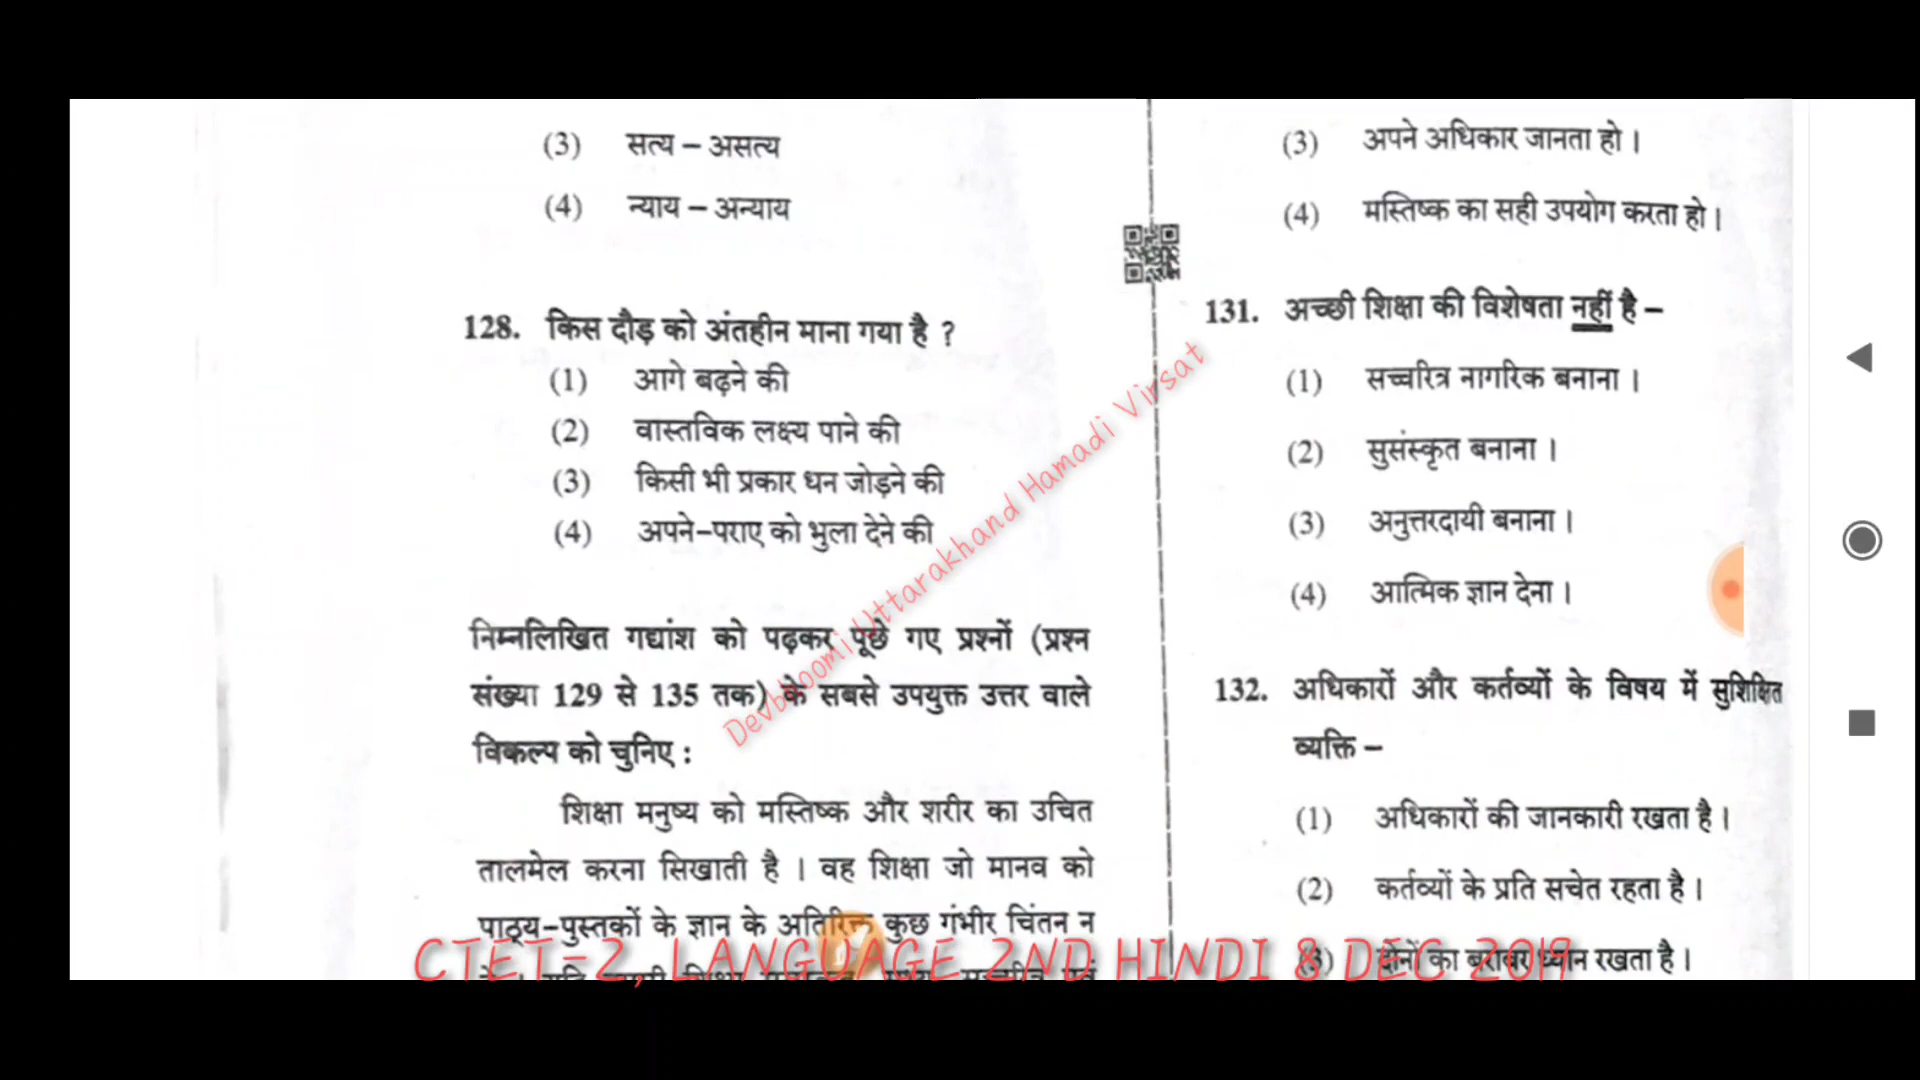 (3) सत्य – असत्य
(4) न्याय – अन्याय
128. किस दौड़ को अंतहीन माना गया है ?
(1) आगे बढ़ने की
(2) वास्तविक लक्ष्य पाने की
(3) किसी भी प्रकार धन जोड़ने की
(4) अपने-पराए को भुला देने की
निम्नलिखित गद्यांश को पढ़कर पूछे गए प्रश्नों (प्रश्न
संख्या 129 से 135 तक) के सबसे उपयुक्त उत्तर वाले
विकल्प को चुनिए :
शिक्षा मनुष्य को मस्तिष्क और शरीर का उचित
तालमेल करना सिखाती है । वह शिक्षा जो मानव को
पाठ्य-पुस्तकों के ज्ञान के अतिरिक्त कुछ गंभीर चिंतन न
(3) अपने अधिकार जानता हो ।
(4) मस्तिष्क का सही उपयोग करता हो ।
131. अच्छी शिक्षा की विशेषता नहीं है –
(1) सच्चरित्र नागरिक बनाना ।
(2) सुसंस्कृत बनाना ।
(3) अनुत्तरदायी बनाना ।
(4) आत्मिक ज्ञान देना ।
132. अधिकारों और कर्तव्यों के विषय में सुशिक्षित
व्यक्ति –
(1) अधिकारों की जानकारी रखता है ।
(2) कर्तव्यों के प्रति सचेत रहता है ।
(3) दोनों का बराबर ध्यान रखता है ।
Devbhoomi Uttarakhand Hamadi Virsat
CTET-2, LANGUAGE 2ND HINDI 8 DEC 2019